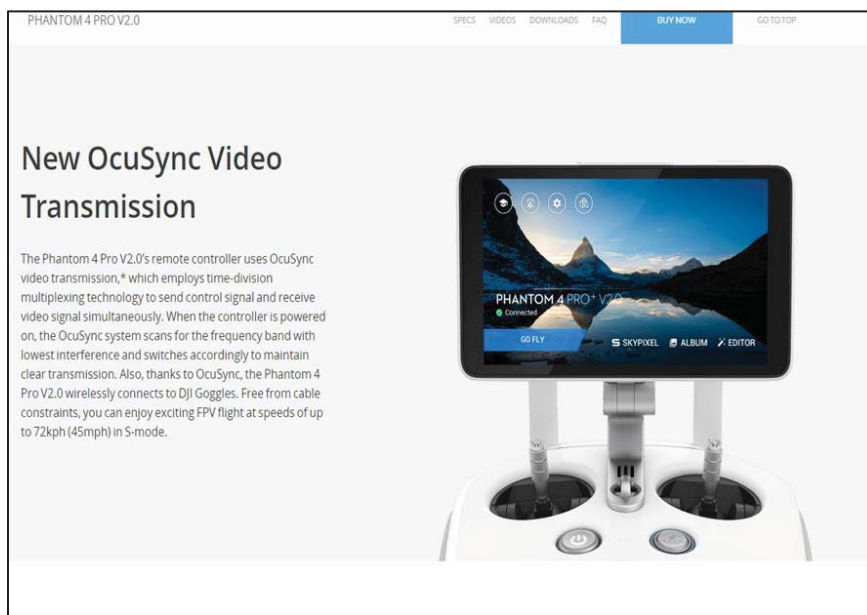 PHANTOM 4 PRO V2.0
SPECS VIDEOS DOWNLOADS FAQ BUY NOW GO TO TOP
New OcuSync Video
Transmission
The Phantom 4 Pro V2.0's remote controller uses OcuSync
video transmission,* which employs time-division
multiplexing technology to send control signal and receive
video signal simultaneously. When the controller is powered
on, the OcuSync system scans for the frequency band with
lowest interference and switches accordingly to maintain
clear transmission. Also, thanks to OcuSync, the Phantom 4
Pro V2.0 wirelessly connects to DJI Goggles. Free from cable
constraints, you can enjoy exciting FPV flight at speeds of up
to 72kph (45mph) in S-mode.
PHANTOM 4 PRO+ V2.0
Connected
GO FLY
SKYPIXEL ALBUM EDITOR